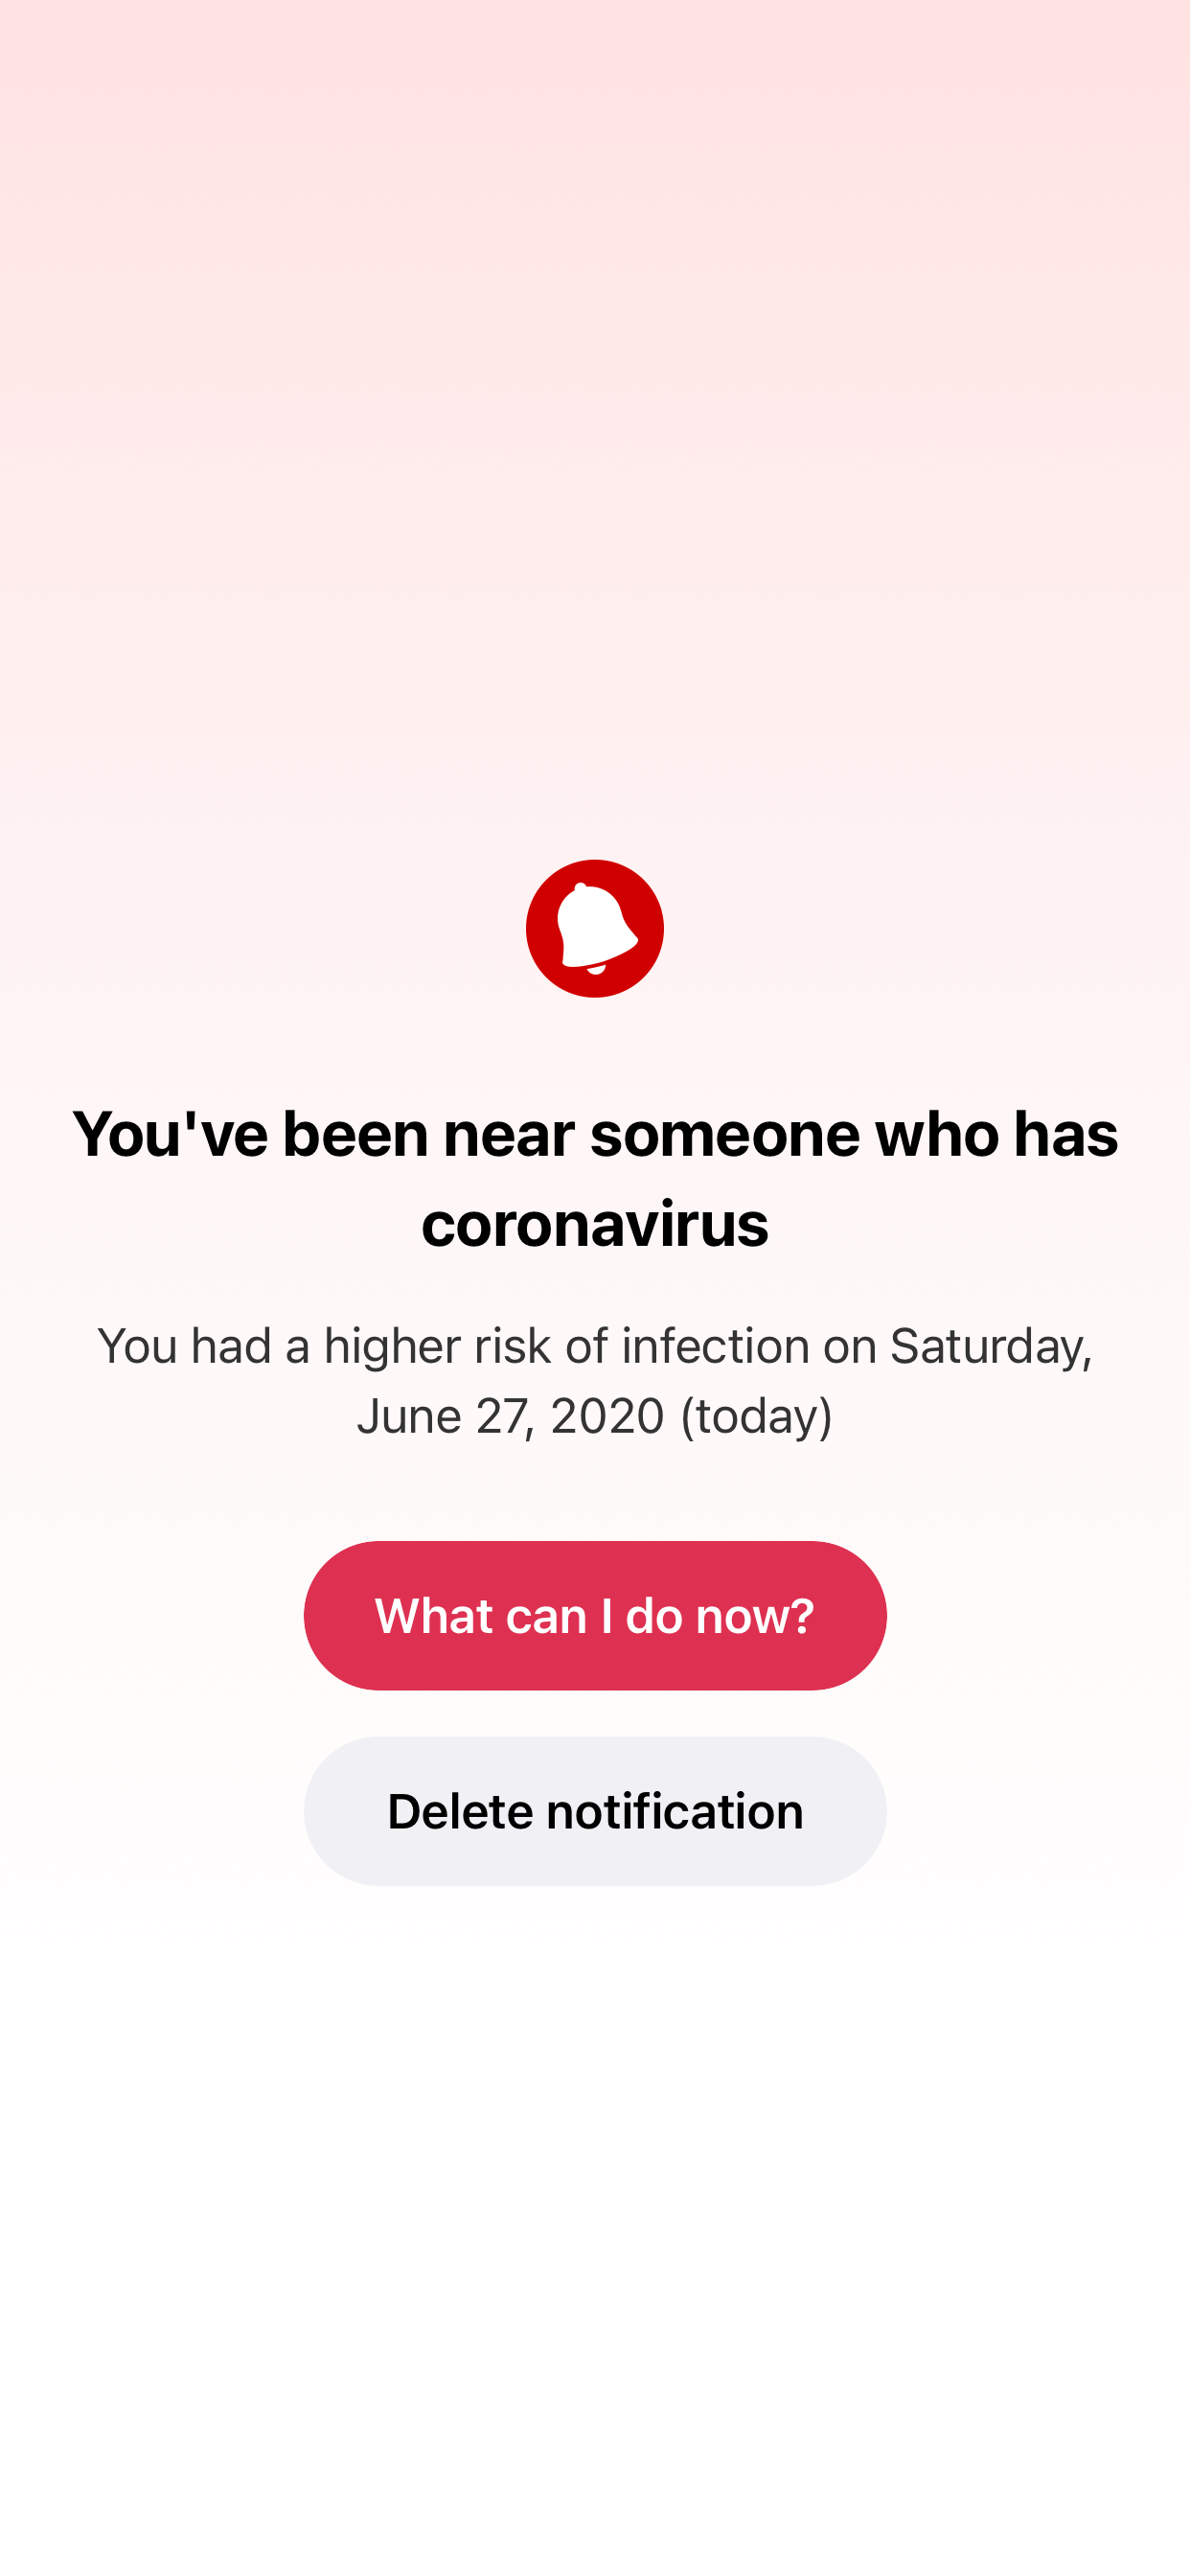 You've been near someone who has
coronavirus
You had a higher risk of infection on Saturday,
June 27, 2020 (today)
What can I do now?
Delete notification